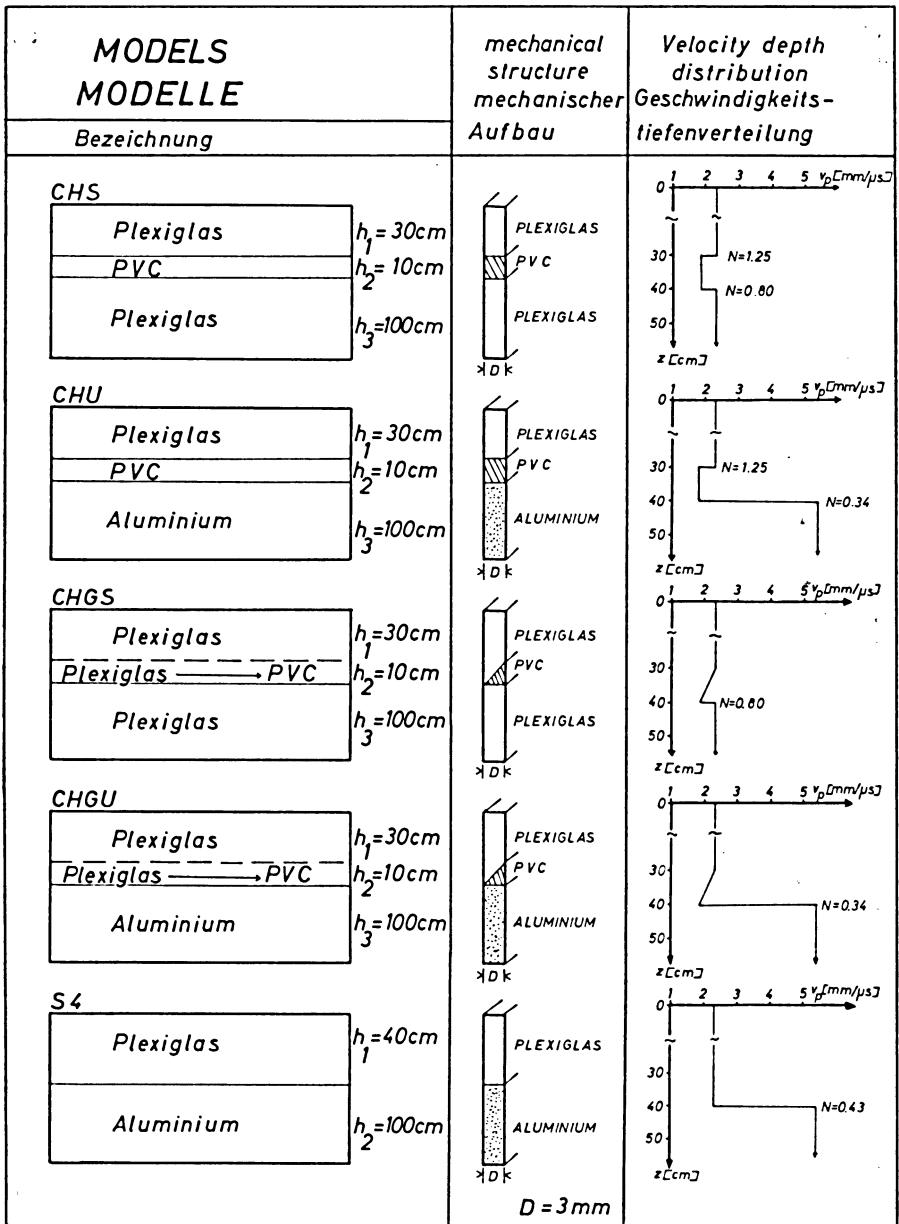 MODELS
MODELLE
Bezeichnung
mechanical
structure
mechanischer
Aufbau
Velocity depth
distribution
Geschwindigkeits-
tiefenverteilung
CHS
Plexiglas
h1=30cm
PVC
h2=10cm
Plexiglas
h3=100cm
PLEXIGLAS
PVC
PLEXIGLAS
D
1 2 3 4 5 vp[mm/µs]
0
30
N=1.25
40
N=0.80
50
z [cm]
CHU
Plexiglas
h1=30cm
PVC
h2=10cm
Aluminium
h3=100cm
PLEXIGLAS
PVC
ALUMINIUM
D
1 2 3 4 5 vp[mm/µs]
0
30
N=1.25
40
N=0.34
50
z [cm]
CHGS
Plexiglas
h1=30cm
Plexiglas → PVC
h2=10cm
Plexiglas
h3=100cm
PLEXIGLAS
PVC
PLEXIGLAS
D
1 2 3 4 5 vp[mm/µs]
0
30
40
N=0.80
50
z [cm]
CHGU
Plexiglas
h1=30cm
Plexiglas → PVC
h2=10cm
Aluminium
h3=100cm
PLEXIGLAS
PVC
ALUMINIUM
D
1 2 3 4 5 vp[mm/µs]
0
30
40
N=0.34
50
z [cm]
S4
Plexiglas
h1=40cm
Aluminium
h2=100cm
PLEXIGLAS
ALUMINIUM
D
1 2 3 4 5 vp[mm/µs]
0
30
40
N=0.43
50
z [cm]
D = 3mm